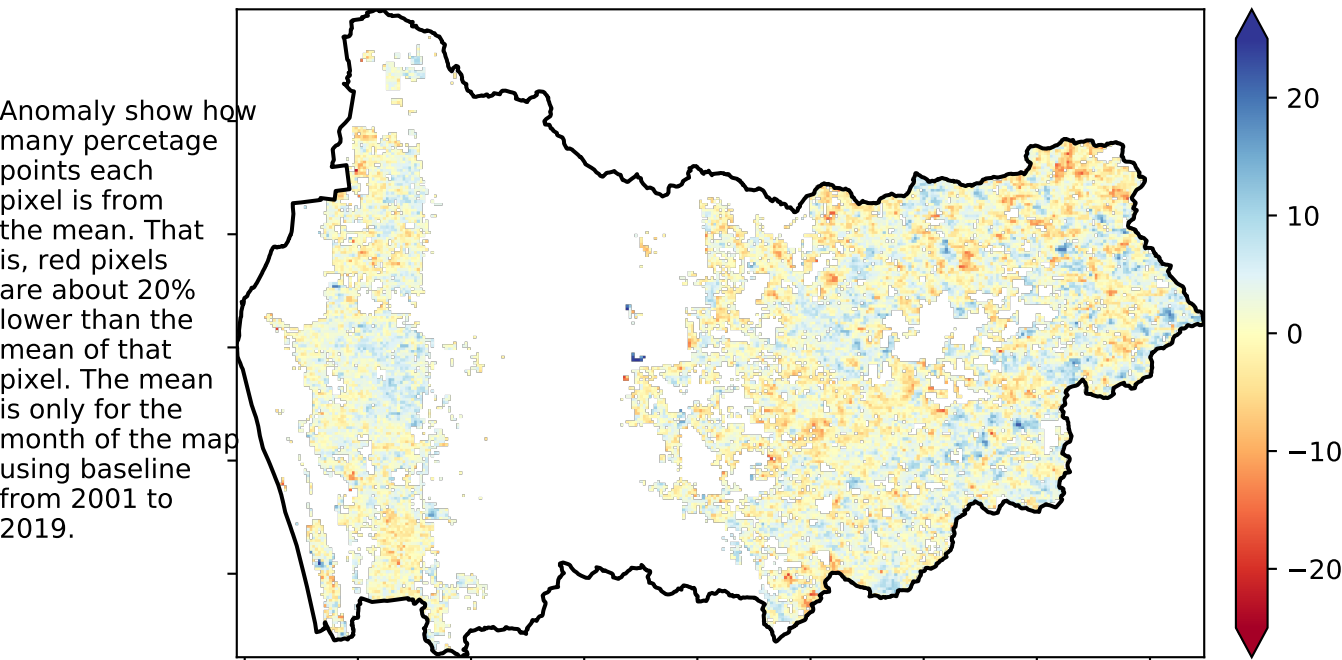 Anomaly show how
many percetage
points each
pixel is from
the mean. That
is, red pixels
are about 20%
lower than the
mean of that
pixel. The mean
is only for the
month of the map
using baseline
from 2001 to
2019.
20
10
0
−10
−20